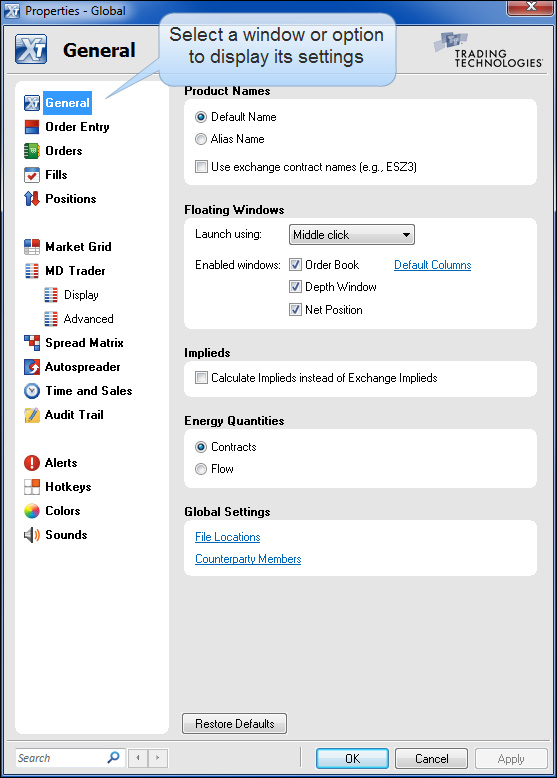 Properties - Global
General
Select a window or option
to display its settings
TRADING
TECHNOLOGIES
General
Order Entry
Orders
Fills
Positions
Market Grid
MD Trader
Display
Advanced
Spread Matrix
Autospreader
Time and Sales
Audit Trail
Alerts
Hotkeys
Colors
Sounds
Product Names
Default Name
Alias Name
Use exchange contract names (e.g., ESZ3)
Floating Windows
Launch using: Middle click
Enabled windows: Order Book Default Columns
Depth Window
Net Position
Implieds
Calculate Implieds instead of Exchange Implieds
Energy Quantities
Contracts
Flow
Global Settings
File Locations
Counterparty Members
Restore Defaults
Search
OK Cancel Apply